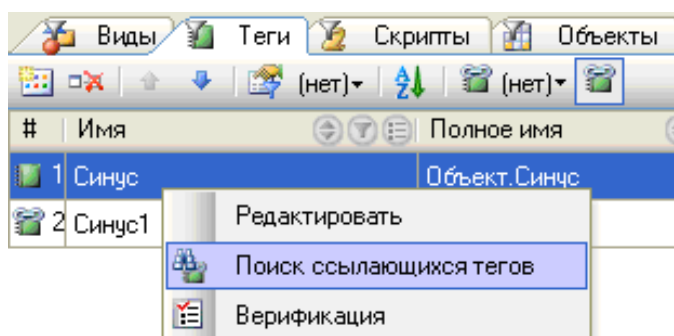 Виды Теги Скрипты Объекты
(нет) (нет)
# Имя Полное имя
1 Синус Объект.Синус
2 Синус1
Редактировать
Поиск ссылающихся тегов
Верификация